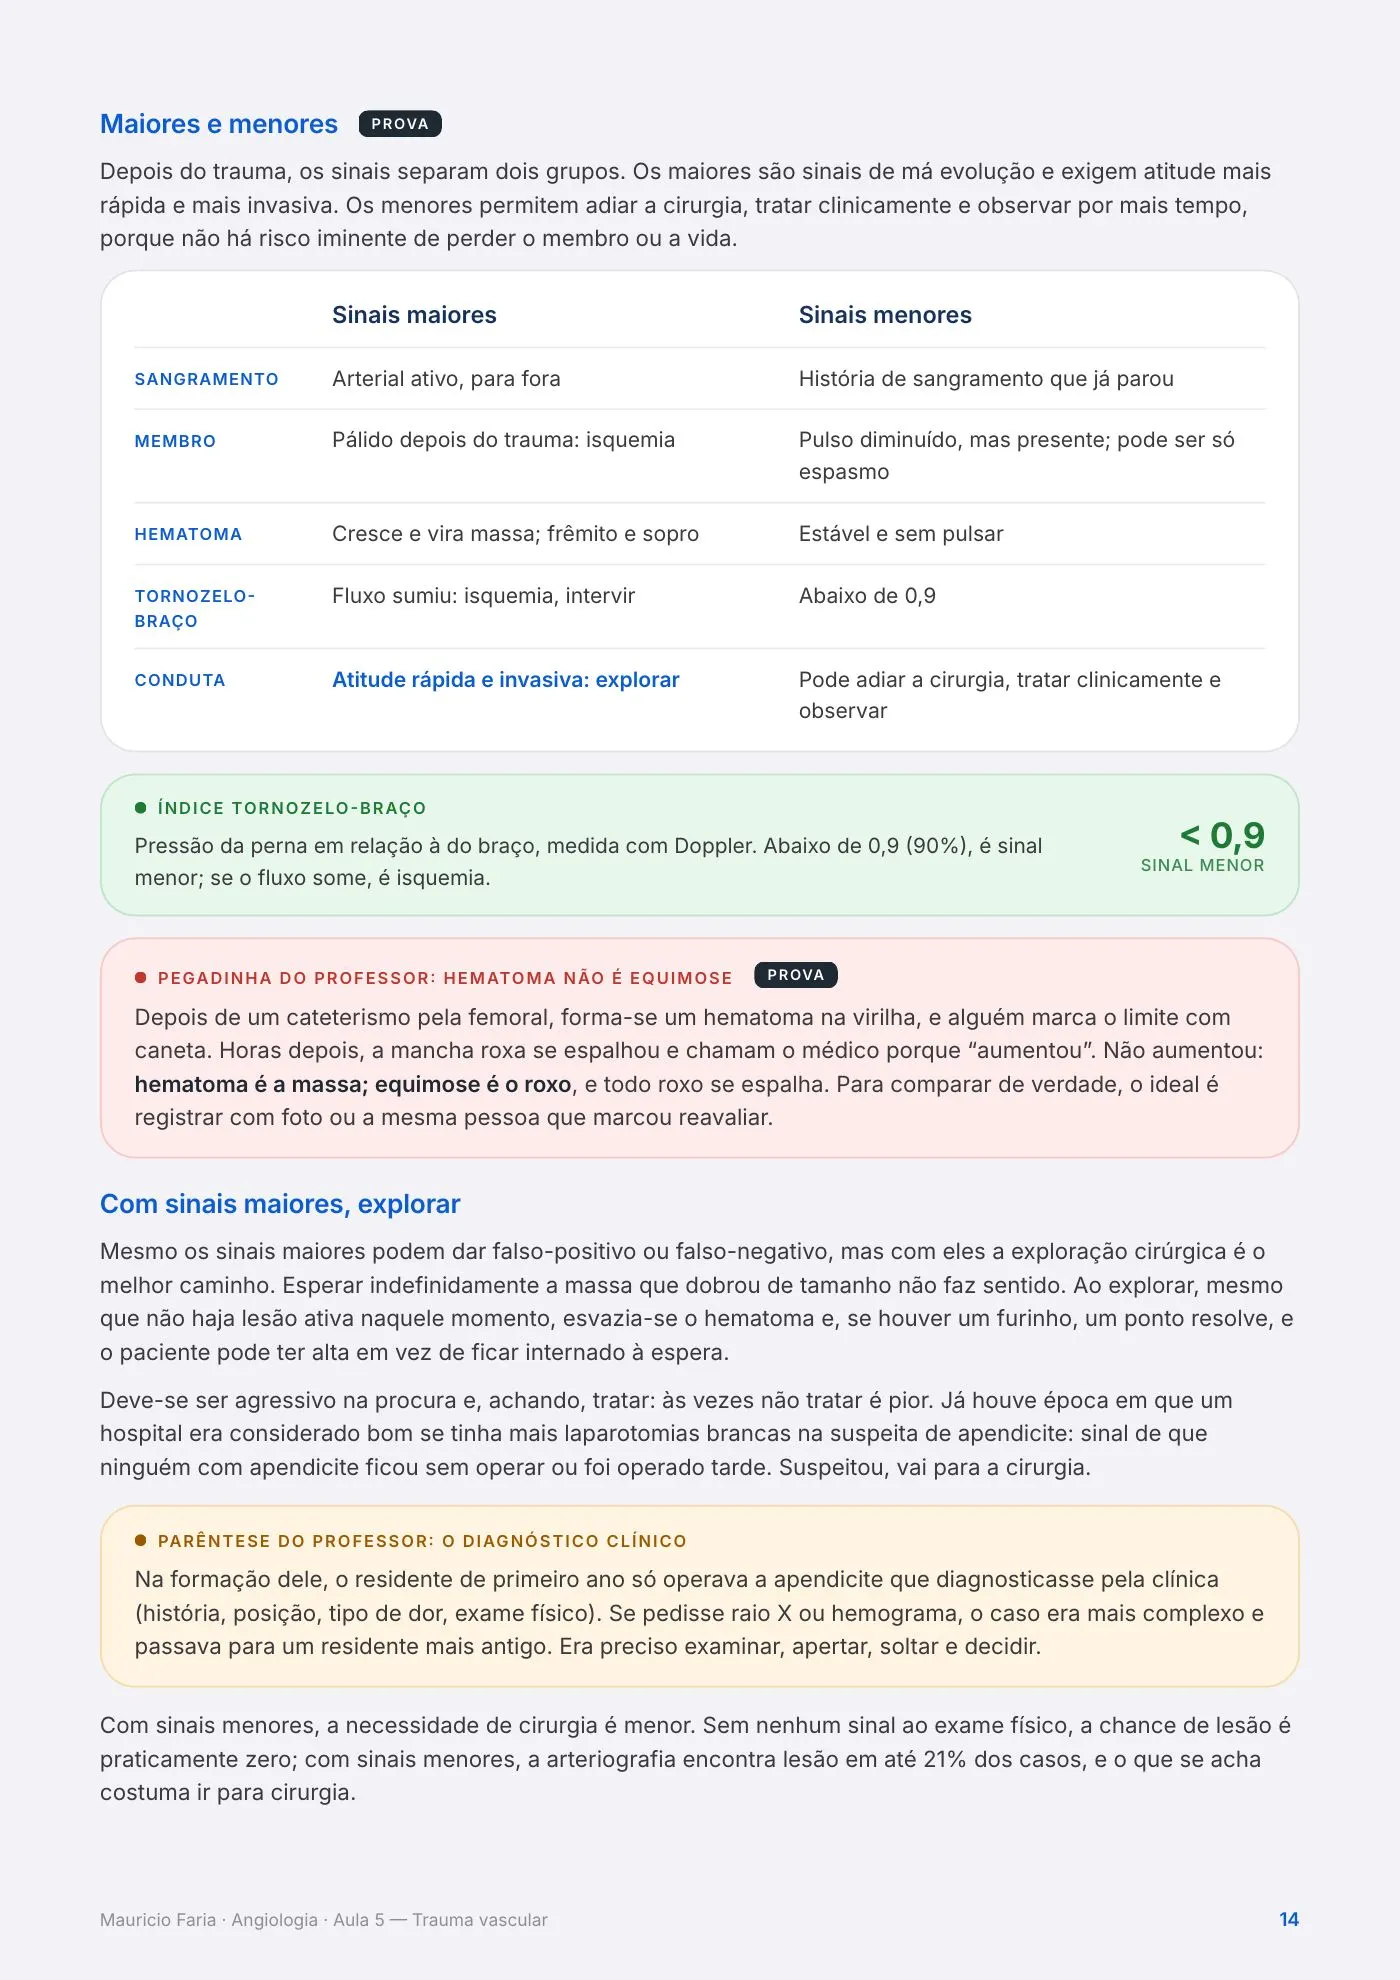 Maiores e menores PROVA
Depois do trauma, os sinais separam dois grupos. Os maiores são sinais de má evolução e exigem atitude mais
rápida e mais invasiva. Os menores permitem adiar a cirurgia, tratar clinicamente e observar por mais tempo,
porque não há risco iminente de perder o membro ou a vida.
Sinais maiores Sinais menores
SANGRAMENTO Arterial ativo, para fora História de sangramento que já parou
MEMBRO Pálido depois do trauma: isquemia Pulso diminuído, mas presente; pode ser só
espasmo
HEMATOMA Cresce e vira massa; frêmito e sopro Estável e sem pulsar
TORNOZELO- Fluxo sumiu: isquemia, intervir Abaixo de 0,9
BRAÇO
CONDUTA Atitude rápida e invasiva: explorar Pode adiar a cirurgia, tratar clinicamente e
observar
ÍNDICE TORNOZELO-BRAÇO
Pressão da perna em relação à do braço, medida com Doppler. Abaixo de 0,9 (90%), é sinal
menor; se o fluxo some, é isquemia.
< 0,9
SINAL MENOR
PEGADINHA DO PROFESSOR: HEMATOMA NÃO É EQUIMOSE PROVA
Depois de um cateterismo pela femoral, forma-se um hematoma na virilha, e alguém marca o limite com
caneta. Horas depois, a mancha roxa se espalhou e chamam o médico porque “aumentou”. Não aumentou:
hematoma é a massa; equimose é o roxo, e todo roxo se espalha. Para comparar de verdade, o ideal é
registrar com foto ou a mesma pessoa que marcou reavaliar.
Com sinais maiores, explorar
Mesmo os sinais maiores podem dar falso-positivo ou falso-negativo, mas com eles a exploração cirúrgica é o
melhor caminho. Esperar indefinidamente a massa que dobrou de tamanho não faz sentido. Ao explorar, mesmo
que não haja lesão ativa naquele momento, esvazia-se o hematoma e, se houver um furinho, um ponto resolve, e
o paciente pode ter alta em vez de ficar internado à espera.
Deve-se ser agressivo na procura e, achando, tratar: às vezes não tratar é pior. Já houve época em que um
hospital era considerado bom se tinha mais laparotomias brancas na suspeita de apendicite: sinal de que
ninguém com apendicite ficou sem operar ou foi operado tarde. Suspeitou, vai para a cirurgia.
PARÊNTESE DO PROFESSOR: O DIAGNÓSTICO CLÍNICO
Na formação dele, o residente de primeiro ano só operava a apendicite que diagnosticasse pela clínica
(história, posição, tipo de dor, exame físico). Se pedisse raio X ou hemograma, o caso era mais complexo e
passava para um residente mais antigo. Era preciso examinar, apertar, soltar e decidir.
Com sinais menores, a necessidade de cirurgia é menor. Sem nenhum sinal ao exame físico, a chance de lesão é
praticamente zero; com sinais menores, a arteriografia encontra lesão em até 21% dos casos, e o que se acha
costuma ir para cirurgia.
Mauricio Faria · Angiologia · Aula 5 — Trauma vascular 14